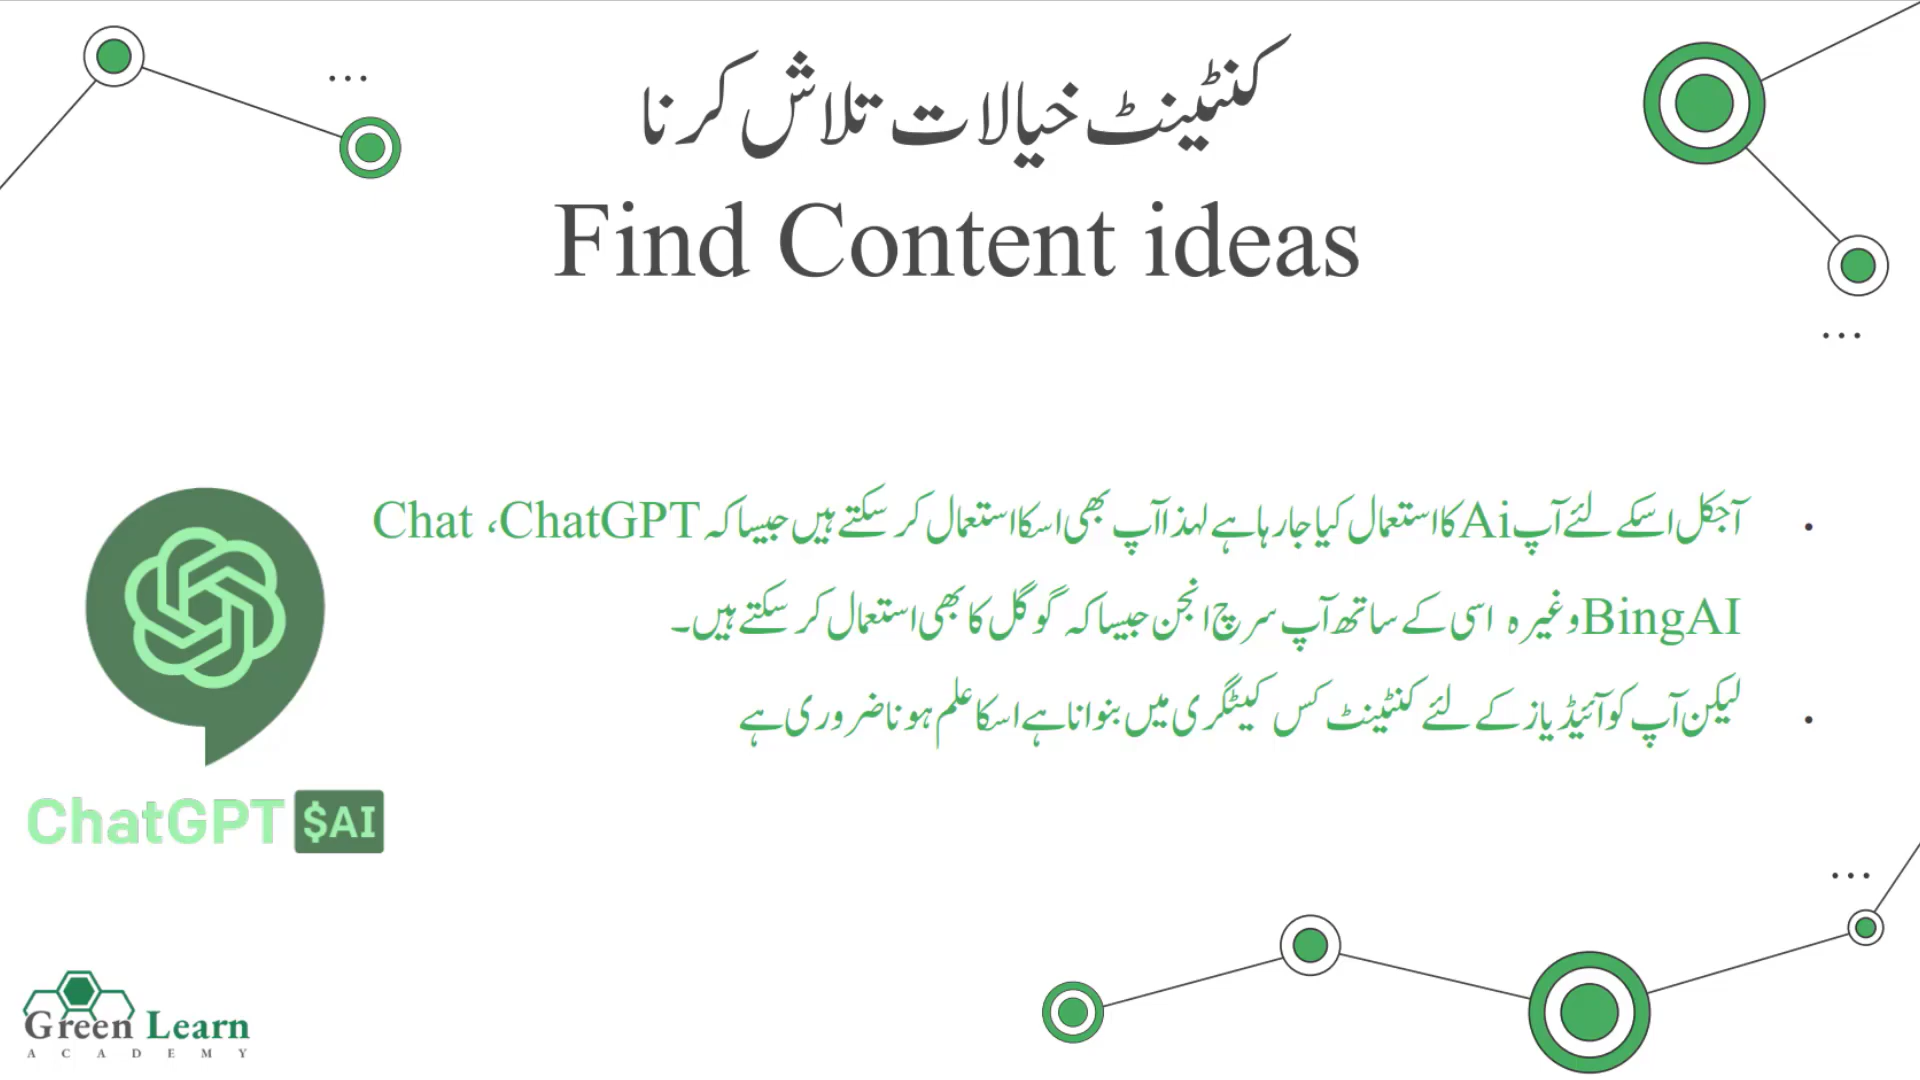 کنٹینٹ خیالات تلاش کرنا
Find Content ideas
آجکل اسکے لئے آپ Ai کا استعمال کیا جارہا ہے لہذا آپ بھی اسکا استعمال کر سکتے ہیں جیسا کہ ChatGPT، Chat
BingAI وغیرہ اسی کے ساتھ آپ سرچ انجن جیسا کہ گوگل کا بھی استعمال کر سکتے ہیں۔
لیکن آپ کو آئیڈیاز کے لئے کنٹینٹ کس کیٹگری میں بنوانا ہے اسکا علم ہونا ضروری ہے
ChatGPT $AI
Green Learn
ACADEMY